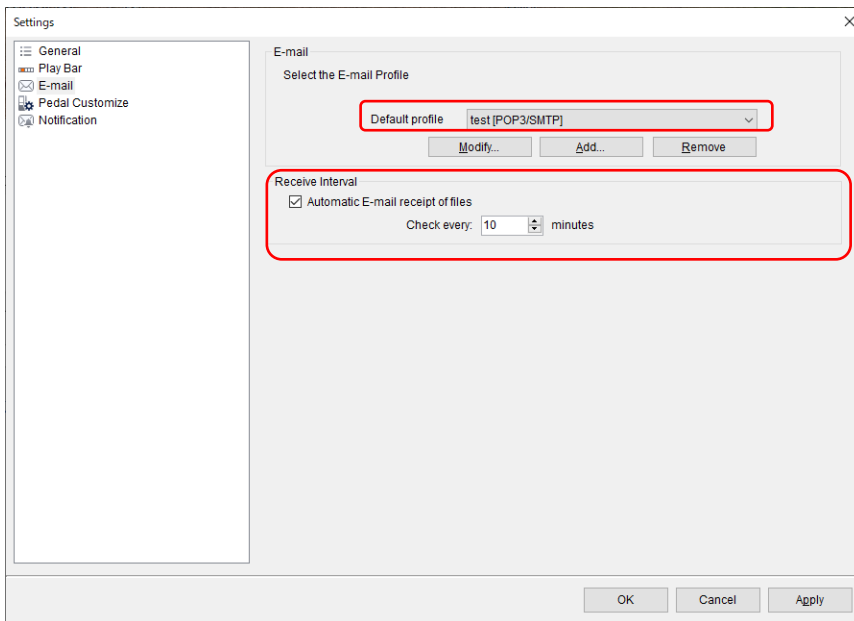 Settings
General
Play Bar
E-mail
Pedal Customize
Notification
E-mail
Select the E-mail Profile
Default profile test [POP3/SMTP]
Modify... Add... Remove
Receive Interval
Automatic E-mail receipt of files
Check every: 10 minutes
OK Cancel Apply